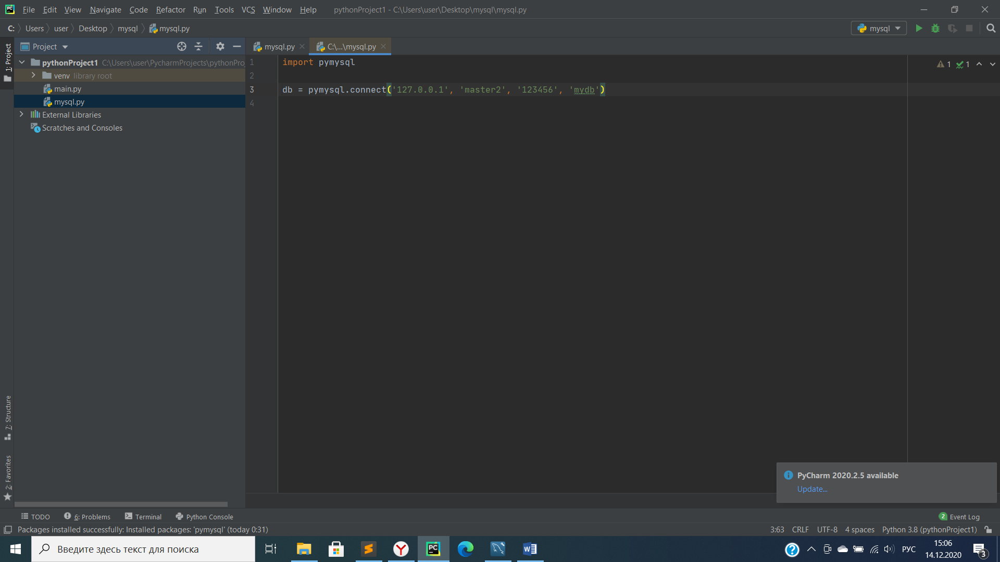 File Edit View Navigate Code Refactor Run Tools VCS Window Help pythonProject1 - C:\Users\user\Desktop\mysql\mysql.py
C: Users user Desktop mysql mysql.py
mysql
1: Project
Project
mysql.py
C:\...\mysql.py
pythonProject1 C:\Users\user\PycharmProjects\pythonPro
venv library root
main.py
mysql.py
External Libraries
Scratches and Consoles
1 import pymysql
2
3 db = pymysql.connect('127.0.0.1', 'master2', '123456', 'mydb')
4
1 1
7: Structure
2: Favorites
PyCharm 2020.2.5 available
Update...
TODO 6: Problems Terminal Python Console
2 Event Log
Packages installed successfully: Installed packages: 'pymysql' (today 0:31)
3:63 CRLF UTF-8 4 spaces Python 3.8 (pythonProject1)
Введите здесь текст для поиска
РУС
15:06
14.12.2020
3